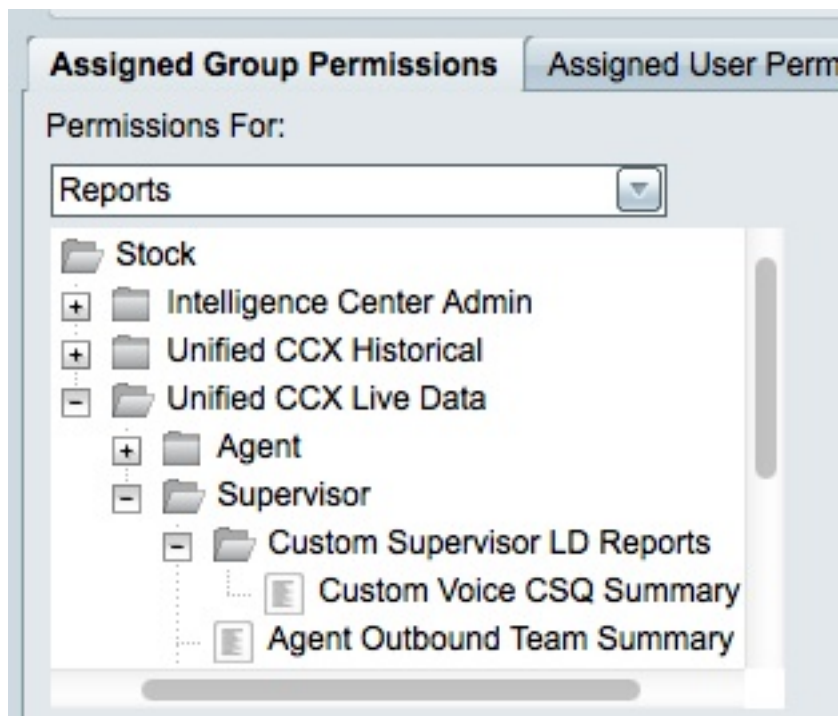 Assigned Group Permissions Assigned User Perm
Permissions For:
Reports
Stock
Intelligence Center Admin
Unified CCX Historical
Unified CCX Live Data
Agent
Supervisor
Custom Supervisor LD Reports
Custom Voice CSQ Summary
Agent Outbound Team Summary